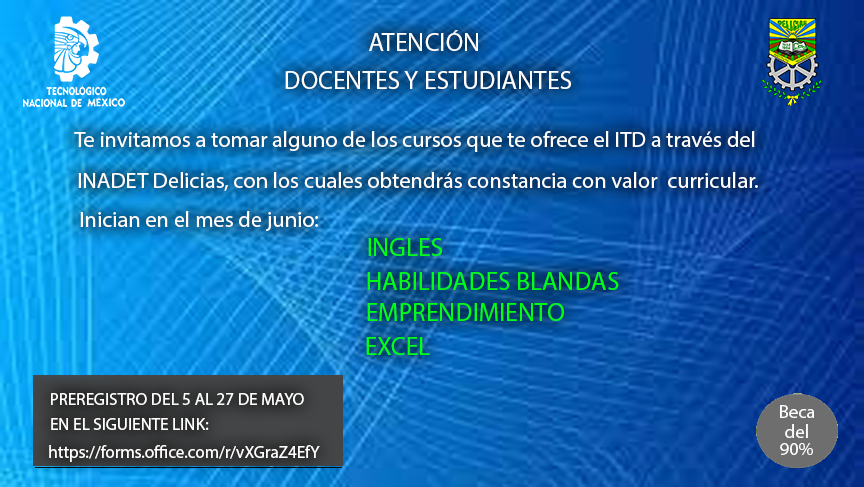 TECNOLÓGICO
NACIONAL DE MÉXICO
DELICIAS
ATENCIÓN
DOCENTES Y ESTUDIANTES
Te invitamos a tomar alguno de los cursos que te ofrece el ITD a través del
INADET Delicias, con los cuales obtendrás constancia con valor curricular.
Inician en el mes de junio:
INGLES
HABILIDADES BLANDAS
EMPRENDIMIENTO
EXCEL
PREREGISTRO DEL 5 AL 27 DE MAYO
EN EL SIGUIENTE LINK:
https://forms.office.com/r/vXGraZ4EfY
Beca
del
90%